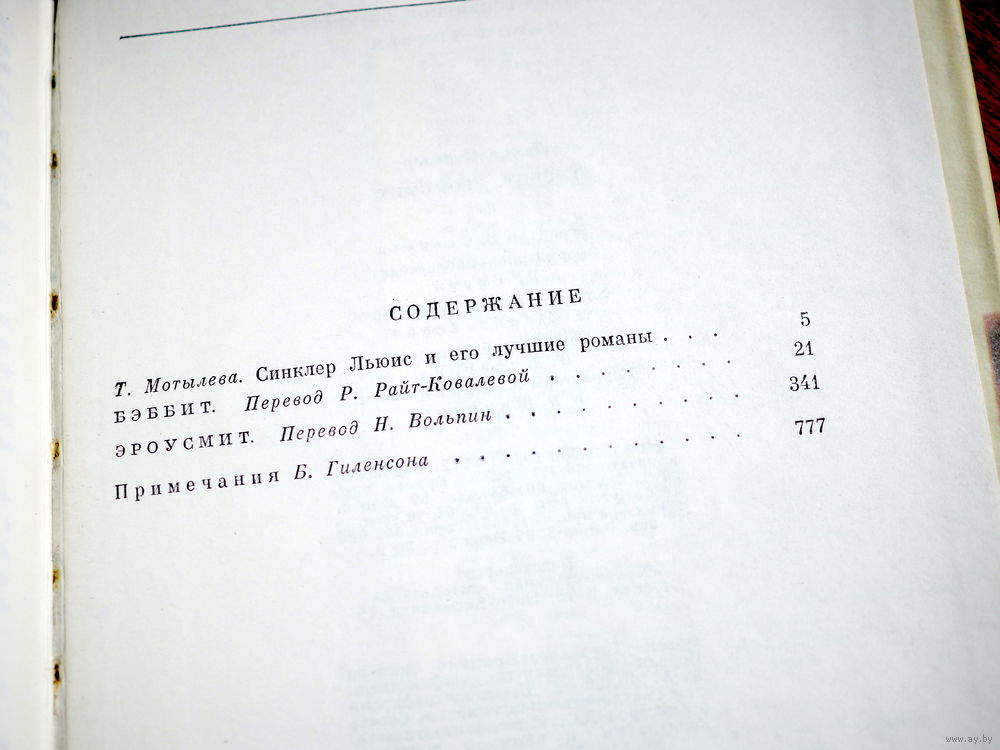 СОДЕРЖАНИЕ
Т. Мотылева. Синклер Льюис и его лучшие романы . . . 5
БЭББИТ. Перевод Р. Райт-Ковалевой . . . . . . . 21
ЭРОУСМИТ. Перевод Н. Вольпин . . . . . . . . . 341
Примечания Б. Гиленсона . . . . . . . . . . . . 777
www.ay.by